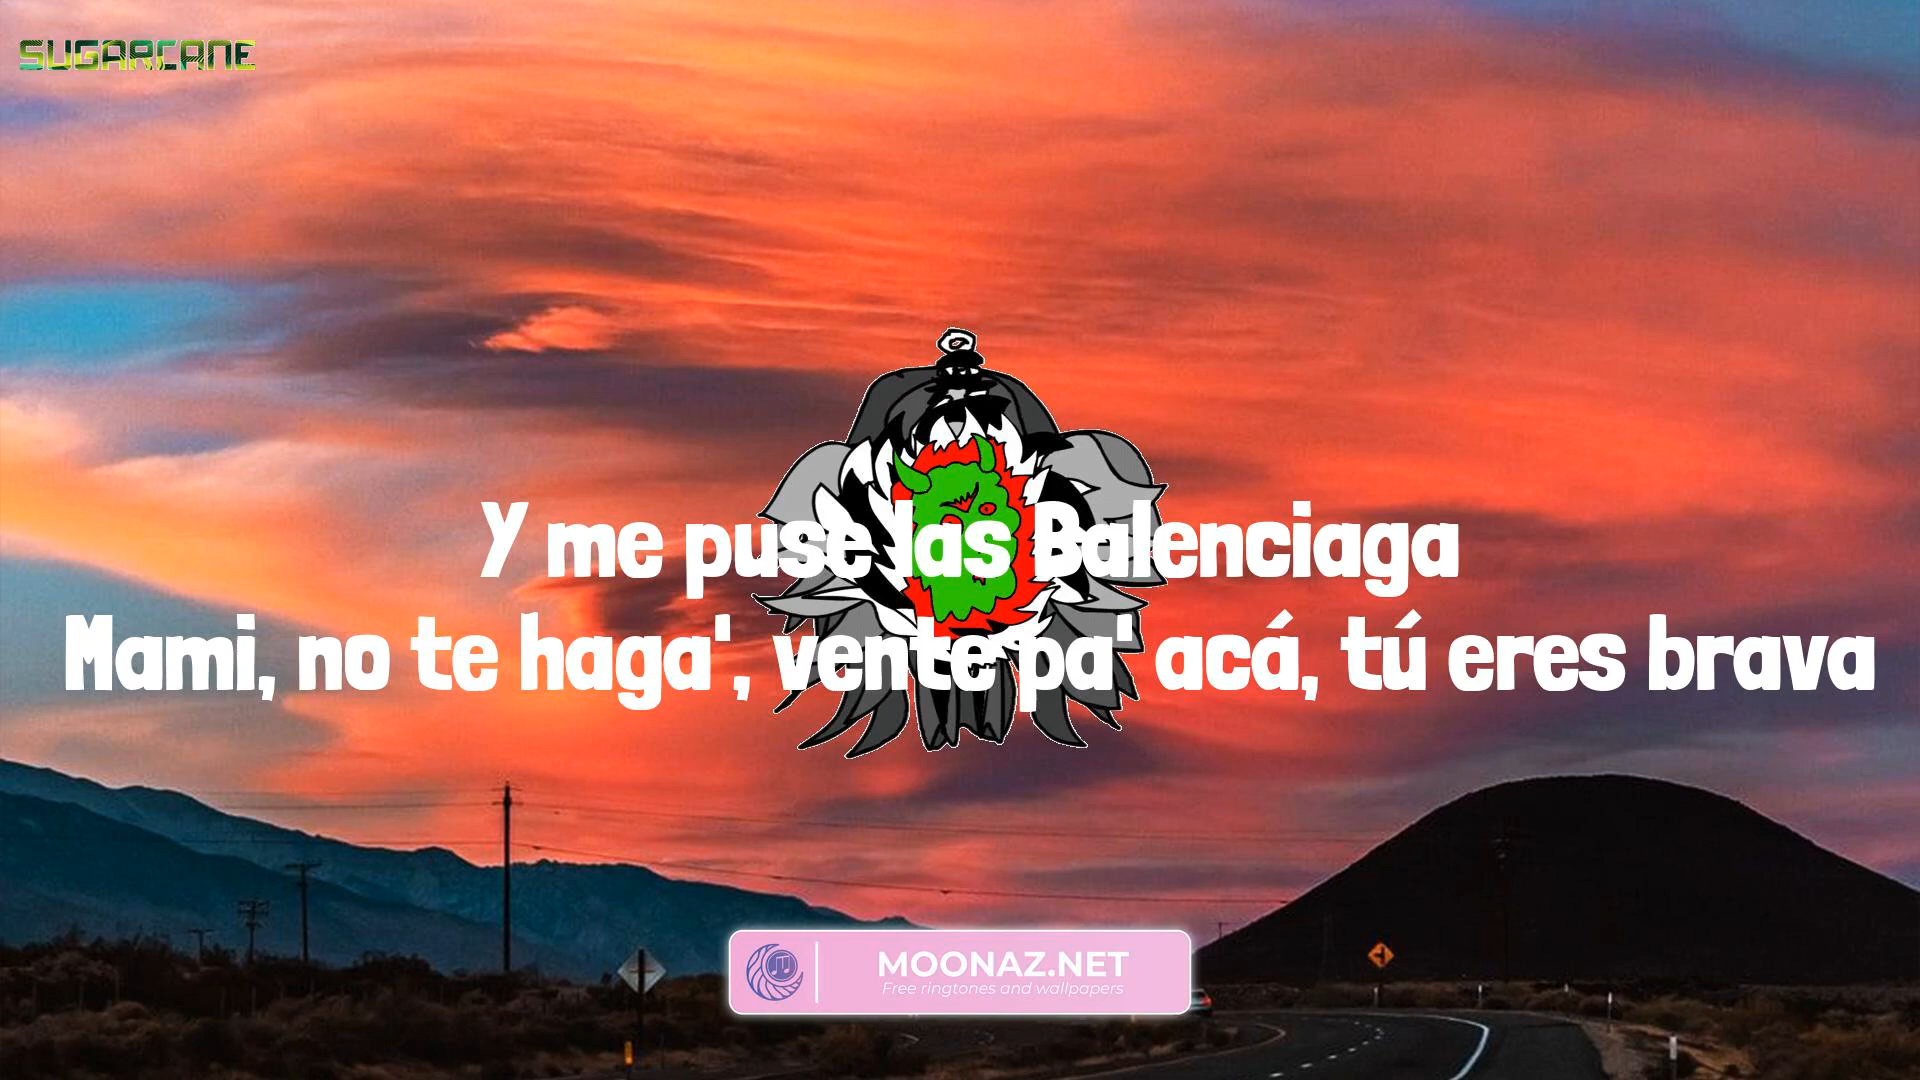 SUGARCANE
Y me puse las Balenciaga
Mami, no te haga', vente pa' acá, tú eres brava
MOONAZ.NET
Free ringtones and wallpapers